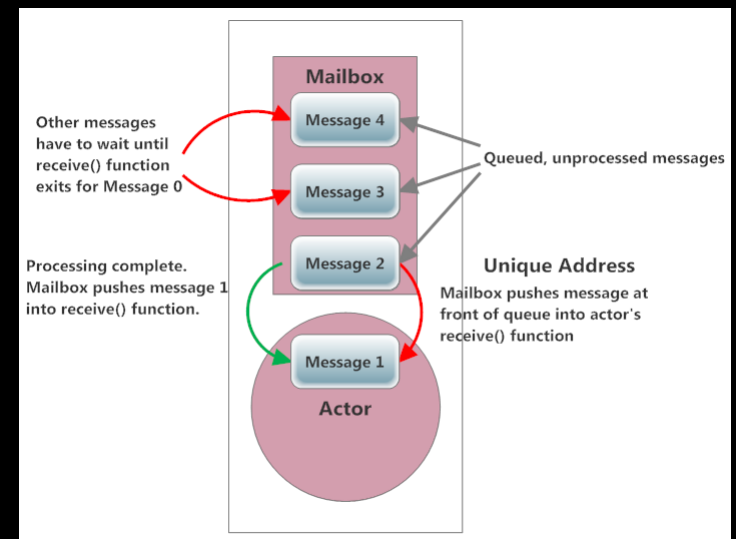 Mailbox
Message 4
Other messages
have to wait until
receive() function
exits for Message 0
Queued, unprocessed messages
Message 3
Message 2
Processing complete.
Mailbox pushes message 1
into receive() function.
Unique Address
Mailbox pushes message at
front of queue into actor's
receive() function
Message 1
Actor